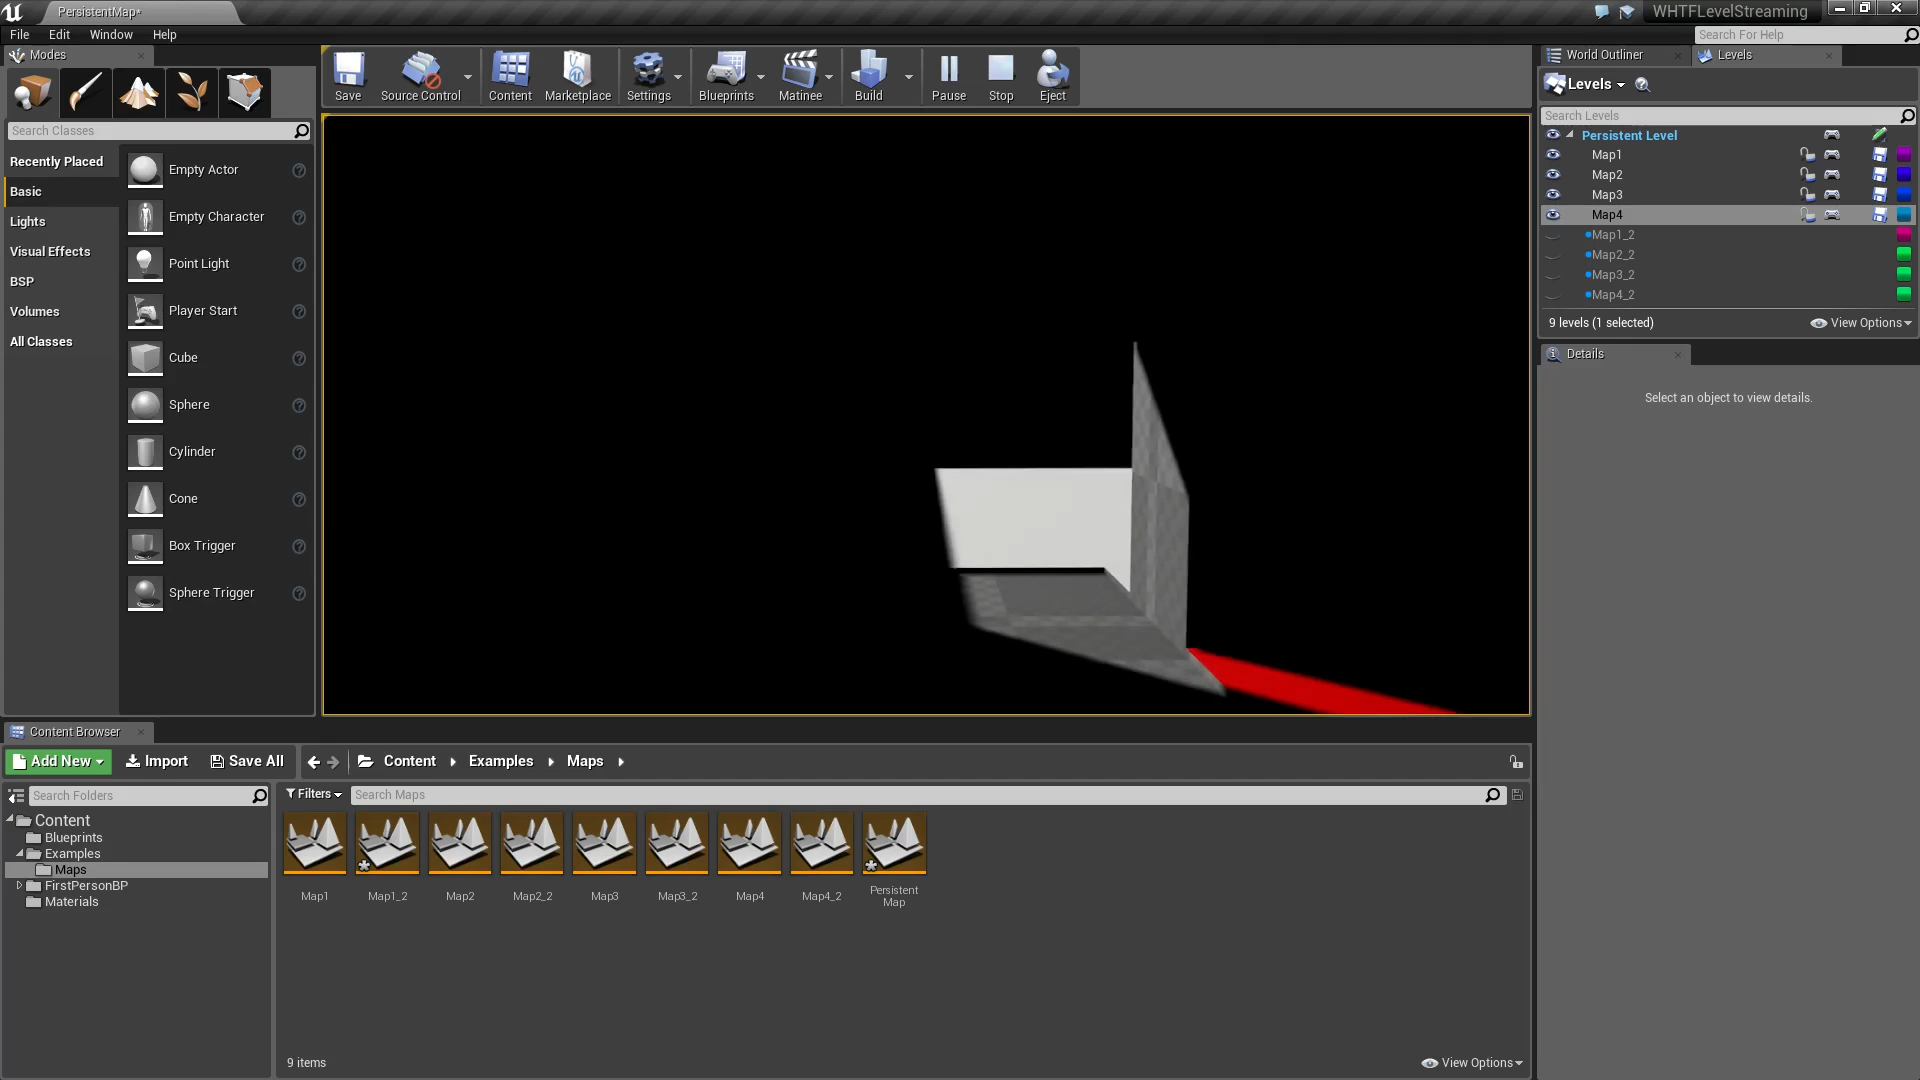 PersistentMap*
WHTFLevelStreaming
File Edit Window Help
Search For Help
Modes
Save
Source Control
Content
Marketplace
Settings
Blueprints
Matinee
Build
Pause
Stop
Eject
World Outliner
Levels
Levels
Search Classes
Search Levels
Recently Placed
Basic
Lights
Visual Effects
BSP
Volumes
All Classes
Empty Actor
Empty Character
Point Light
Player Start
Cube
Sphere
Cylinder
Cone
Box Trigger
Sphere Trigger
Persistent Level
Map1
Map2
Map3
Map4
Map1_2
Map2_2
Map3_2
Map4_2
9 levels (1 selected)
View Options
Details
Select an object to view details.
Content Browser
Add New
Import
Save All
Content
Examples
Maps
Search Folders
Filters
Search Maps
Content
Blueprints
Examples
Maps
FirstPersonBP
Materials
Map1
Map1_2
Map2
Map2_2
Map3
Map3_2
Map4
Map4_2
Persistent
Map
9 items
View Options